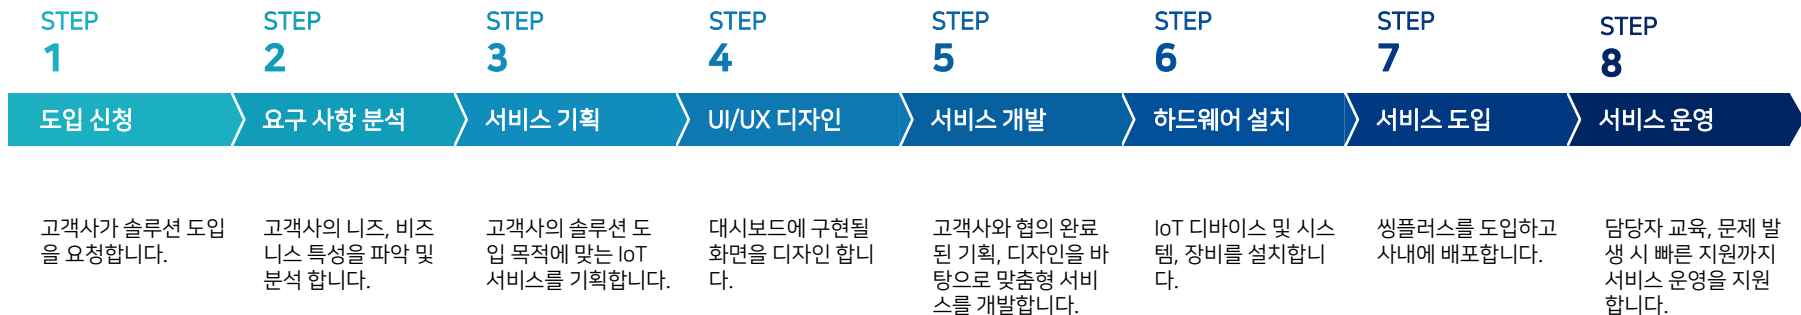 STEP
1
도입 신청
고객사가 솔루션 도입
을 요청합니다.
STEP
2
요구 사항 분석
고객사의 니즈, 비즈
니스 특성을 파악 및
분석 합니다.
STEP
3
서비스 기획
고객사의 솔루션 도
입 목적에 맞는 IoT
서비스를 기획합니다.
STEP
4
UI/UX 디자인
대시보드에 구현될
화면을 디자인 합니
다.
STEP
5
서비스 개발
고객사와 협의 완료
된 기획, 디자인을 바
탕으로 맞춤형 서비
스를 개발합니다.
STEP
6
하드웨어 설치
IoT 디바이스 및 시스
템, 장비를 설치합니
다.
STEP
7
서비스 도입
씽플러스를 도입하고
사내에 배포합니다.
STEP
8
서비스 운영
담당자 교육, 문제 발
생 시 빠른 지원까지
서비스 운영을 지원
합니다.